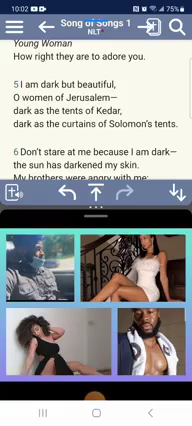 10:02
75%
Song of Songs 1
NLT
Young Woman
How right they are to adore you.
5 I am dark but beautiful,
O women of Jerusalem—
dark as the tents of Kedar,
dark as the curtains of Solomon's tents.
6 Don't stare at me because I am dark—
the sun has darkened my skin.
My brothers were angry with me;